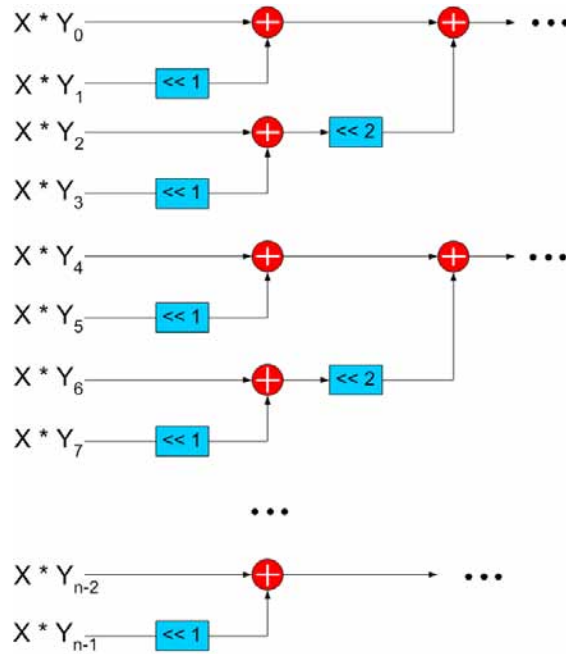 X * Y₀
X * Y₁ << 1
X * Y₂ << 2
X * Y₃ << 1
X * Y₄
X * Y₅ << 1
X * Y₆ << 2
X * Y₇ << 1
X * Yₙ₋₂
X * Yₙ₋₁ << 1